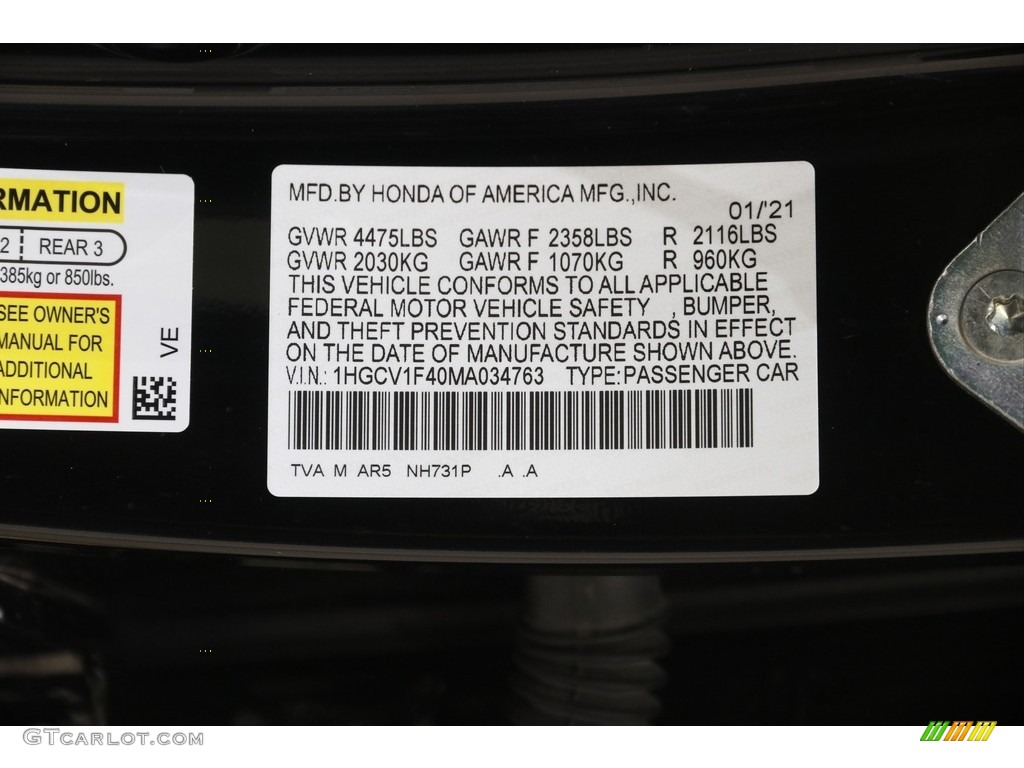 RMATION
2 REAR 3
385kg or 850lbs.
SEE OWNER'S
MANUAL FOR
ADDITIONAL
INFORMATION
VE
MFD.BY HONDA OF AMERICA MFG.,INC.
01/'21
GVWR 4475LBS GAWR F 2358LBS R 2116LBS
GVWR 2030KG GAWR F 1070KG R 960KG
THIS VEHICLE CONFORMS TO ALL APPLICABLE
FEDERAL MOTOR VEHICLE SAFETY , BUMPER,
AND THEFT PREVENTION STANDARDS IN EFFECT
ON THE DATE OF MANUFACTURE SHOWN ABOVE.
V.I.N.: 1HGCV1F40MA034763 TYPE:PASSENGER CAR
TVA M AR5 NH731P .A .A
GTcarlot.com